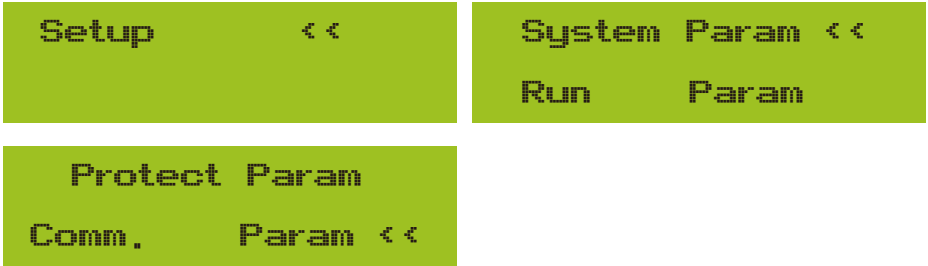 Setup <<
System Param <<
Run Param
Protect Param
Comm. Param <<